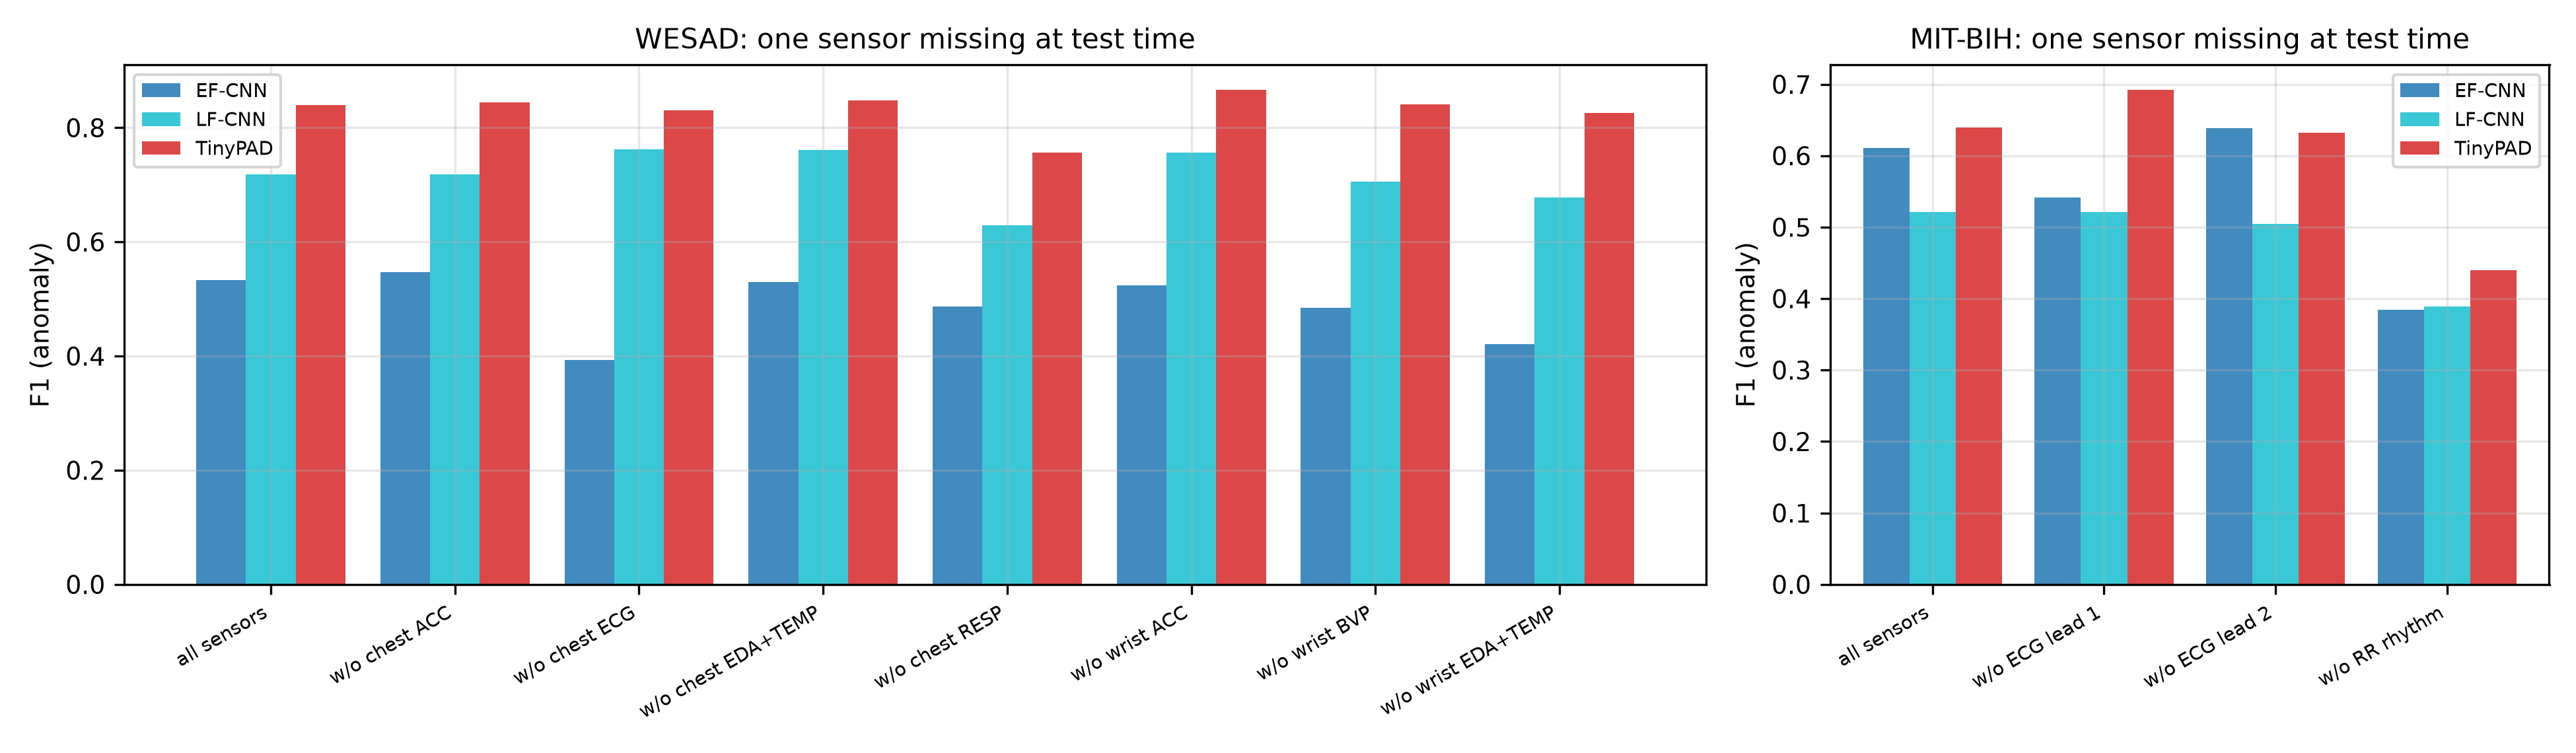 WESAD: one sensor missing at test time
F1 (anomaly)
0.8
0.6
0.4
0.2
0.0
EF-CNN
LF-CNN
TinyPAD
all sensors
w/o chest ACC
w/o chest ECG
w/o chest EDA+TEMP
w/o chest RESP
w/o wrist ACC
w/o wrist BVP
w/o wrist EDA+TEMP
MIT-BIH: one sensor missing at test time
F1 (anomaly)
0.7
0.6
0.5
0.4
0.3
0.2
0.1
0.0
EF-CNN
LF-CNN
TinyPAD
all sensors
w/o ECG lead 1
w/o ECG lead 2
w/o RR rhythm